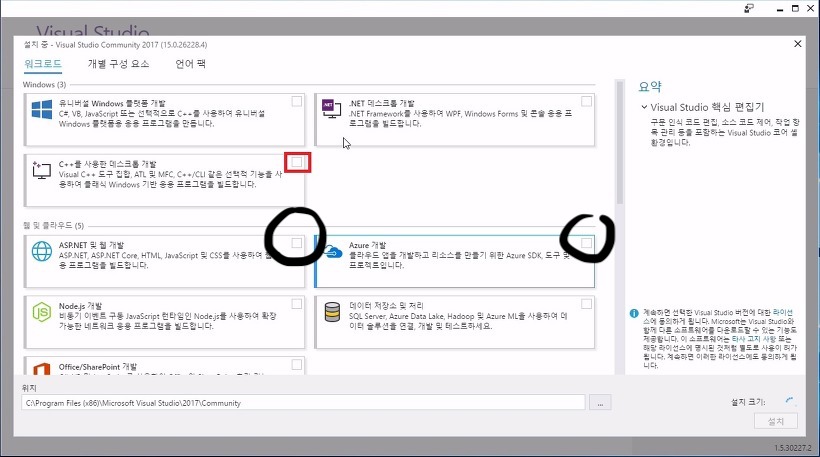 Visual Studio
설치 중 - Visual Studio Community 2017 (15.0.26228.4)
워크로드 개별 구성 요소 언어 팩
Windows (3)
유니버설 Windows 플랫폼 개발
C#, VB, JavaScript 또는 선택적으로 C++를 사용하여 유니버설
Windows 플랫폼용 응용 프로그램을 만듭니다.
.NET 데스크톱 개발
.NET Framework를 사용하여 WPF, Windows Forms 및 콘솔 응용 프
로그램을 빌드합니다.
C++를 사용한 데스크톱 개발
Visual C++ 도구 집합, ATL 및 MFC, C++/CLI 같은 선택적 기능을 사
용하여 클래식 Windows 기반 응용 프로그램을 빌드합니다.
웹 및 클라우드 (5)
ASP.NET 및 웹 개발
ASP.NET, ASP.NET Core, HTML, JavaScript 및 CSS를 사용하여 웹
용 프로그램을 빌드합니다.
Azure 개발
클라우드 앱을 개발하고 리소스를 만들기 위한 Azure SDK, 도구 및
프로젝트입니다.
Node.js 개발
비동기 이벤트 구동 JavaScript 런타임인 Node.js를 사용하여 확장
가능한 네트워크 응용 프로그램을 빌드합니다.
데이터 저장소 및 처리
SQL Server, Azure Data Lake, Hadoop 및 Azure ML을 사용하여 데
이터 솔루션을 연결, 개발 및 테스트하세요.
Office/SharePoint 개발
요약
Visual Studio 핵심 편집기
구문 인식 코드 편집, 소스 코드 제어, 작업 항
목 관리 등을 포함하는 Visual Studio 코어 셸
환경입니다.
계속하면 선택한 Visual Studio 버전에 대한 라이선
스에 동의하게 됩니다. Microsoft는 Visual Studio와
함께 다른 소프트웨어를 다운로드할 수 있는 기능도
제공합니다. 이 소프트웨어는 타사 고지 사항 또는
해당 라이선스에 명시된 것처럼 별도로 사용이 허가
됩니다. 계속하면 이러한 라이선스에도 동의하게 됩
니다.
위치
C:\Program Files (x86)\Microsoft Visual Studio\2017\Community
...
설치 크기:
설치
1.5.30227.2